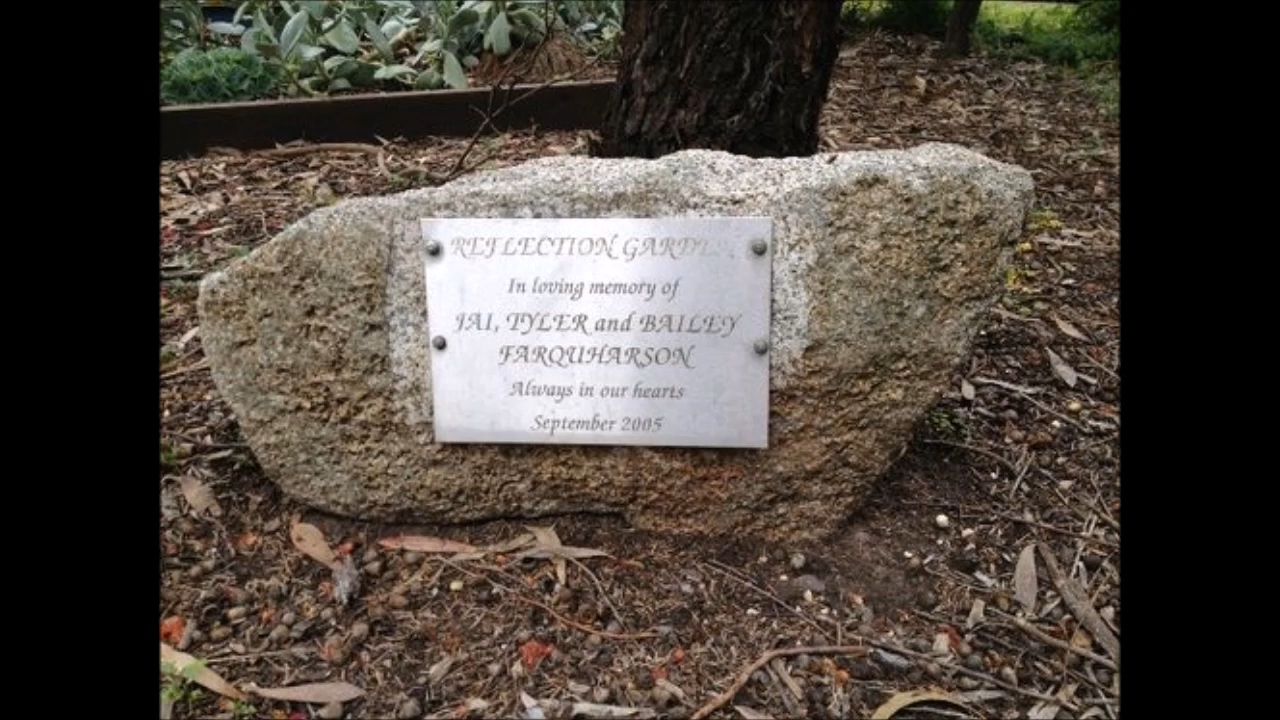 REFLECTION GARDEN
In loving memory of
JAI, TYLER and BAILEY
FARQUHARSON
Always in our hearts
September 2005